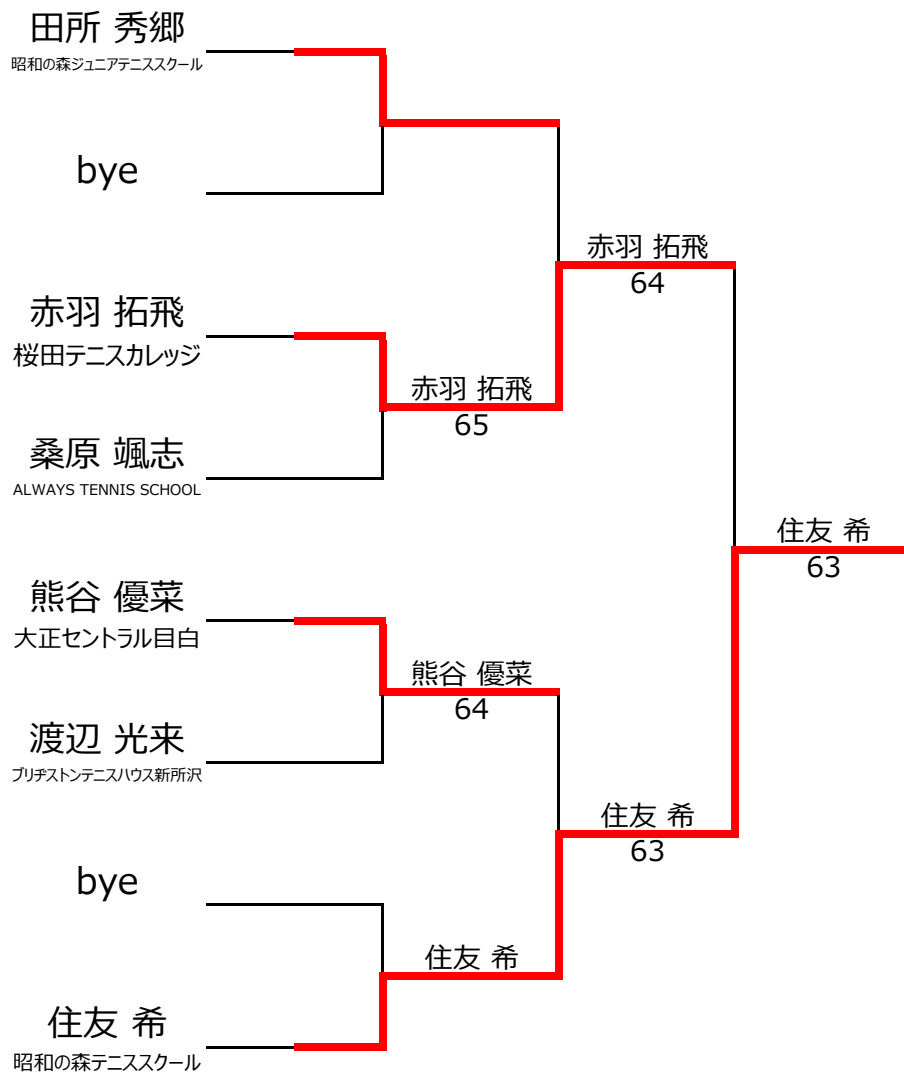 田所 秀郷
昭和の森ジュニアテニススクール
bye
赤羽 拓飛
64
赤羽 拓飛
桜田テニスカレッジ
赤羽 拓飛
65
桑原 颯志
ALWAYS TENNIS SCHOOL
住友 希
63
熊谷 優菜
大正セントラル目白
熊谷 優菜
64
渡辺 光来
ブリヂストンテニスハウス新所沢
住友 希
63
bye
住友 希
住友 希
昭和の森テニススクール